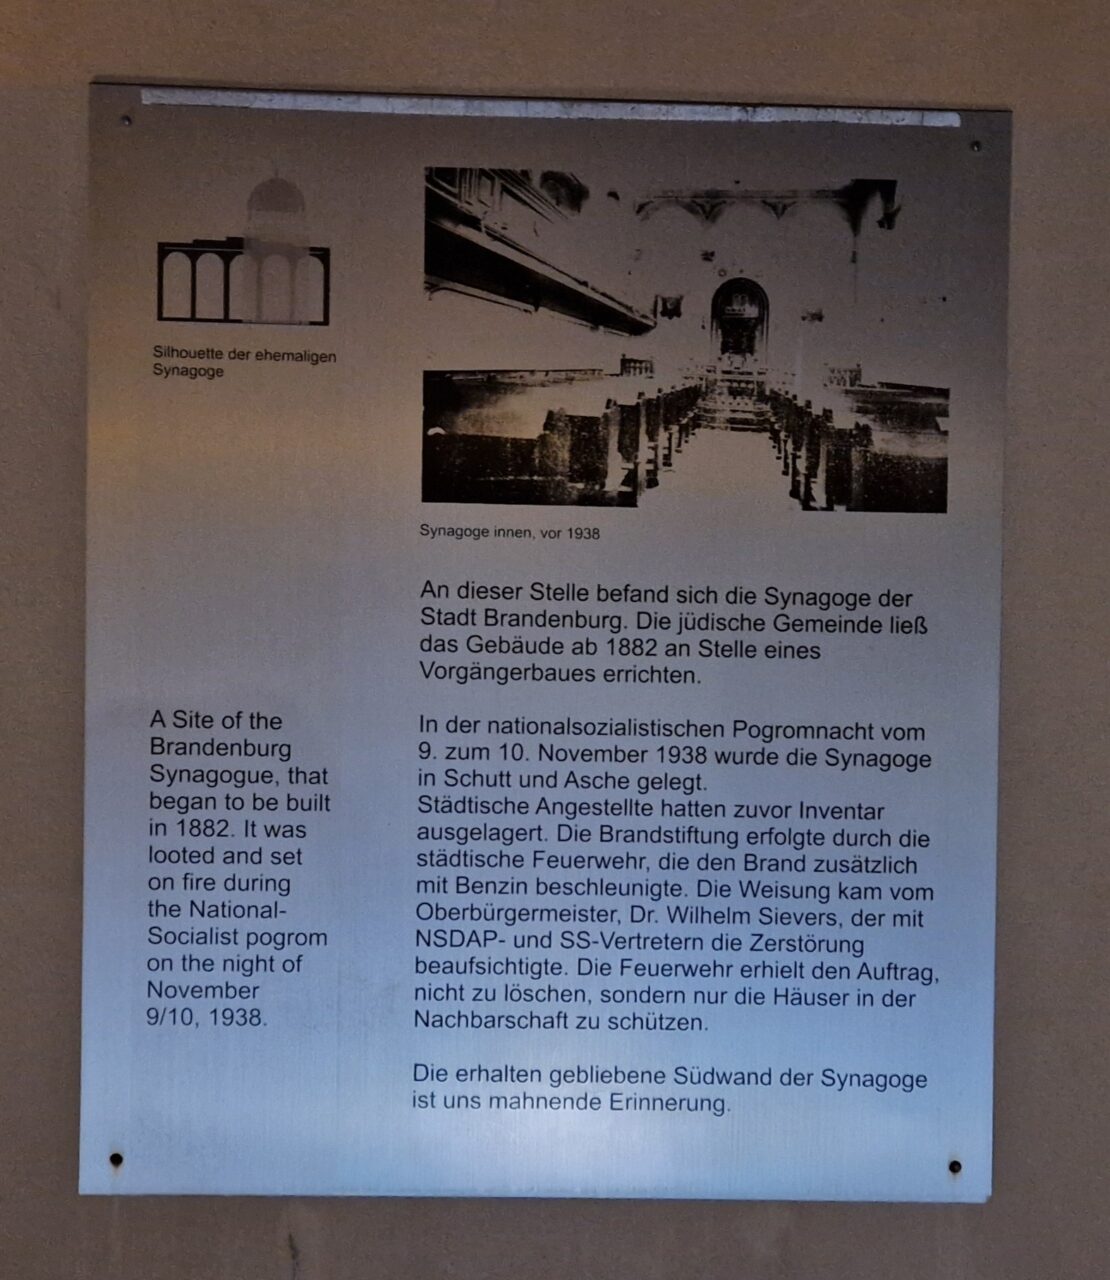 Silhouette der ehemaligen
Synagoge
Synagoge innen, vor 1938
An dieser Stelle befand sich die Synagoge der
Stadt Brandenburg. Die jüdische Gemeinde ließ
das Gebäude ab 1882 an Stelle eines
Vorgängerbaues errichten.
In der nationalsozialistischen Pogromnacht vom
9. zum 10. November 1938 wurde die Synagoge
in Schutt und Asche gelegt.
Städtische Angestellte hatten zuvor Inventar
ausgelagert. Die Brandstiftung erfolgte durch die
städtische Feuerwehr, die den Brand zusätzlich
mit Benzin beschleunigte. Die Weisung kam vom
Oberbürgermeister, Dr. Wilhelm Sievers, der mit
NSDAP- und SS-Vertretern die Zerstörung
beaufsichtigte. Die Feuerwehr erhielt den Auftrag,
nicht zu löschen, sondern nur die Häuser in der
Nachbarschaft zu schützen.
Die erhalten gebliebene Südwand der Synagoge
ist uns mahnende Erinnerung.
A Site of the
Brandenburg
Synagogue, that
began to be built
in 1882. It was
looted and set
on fire during
the National-
Socialist pogrom
on the night of
November
9/10, 1938.